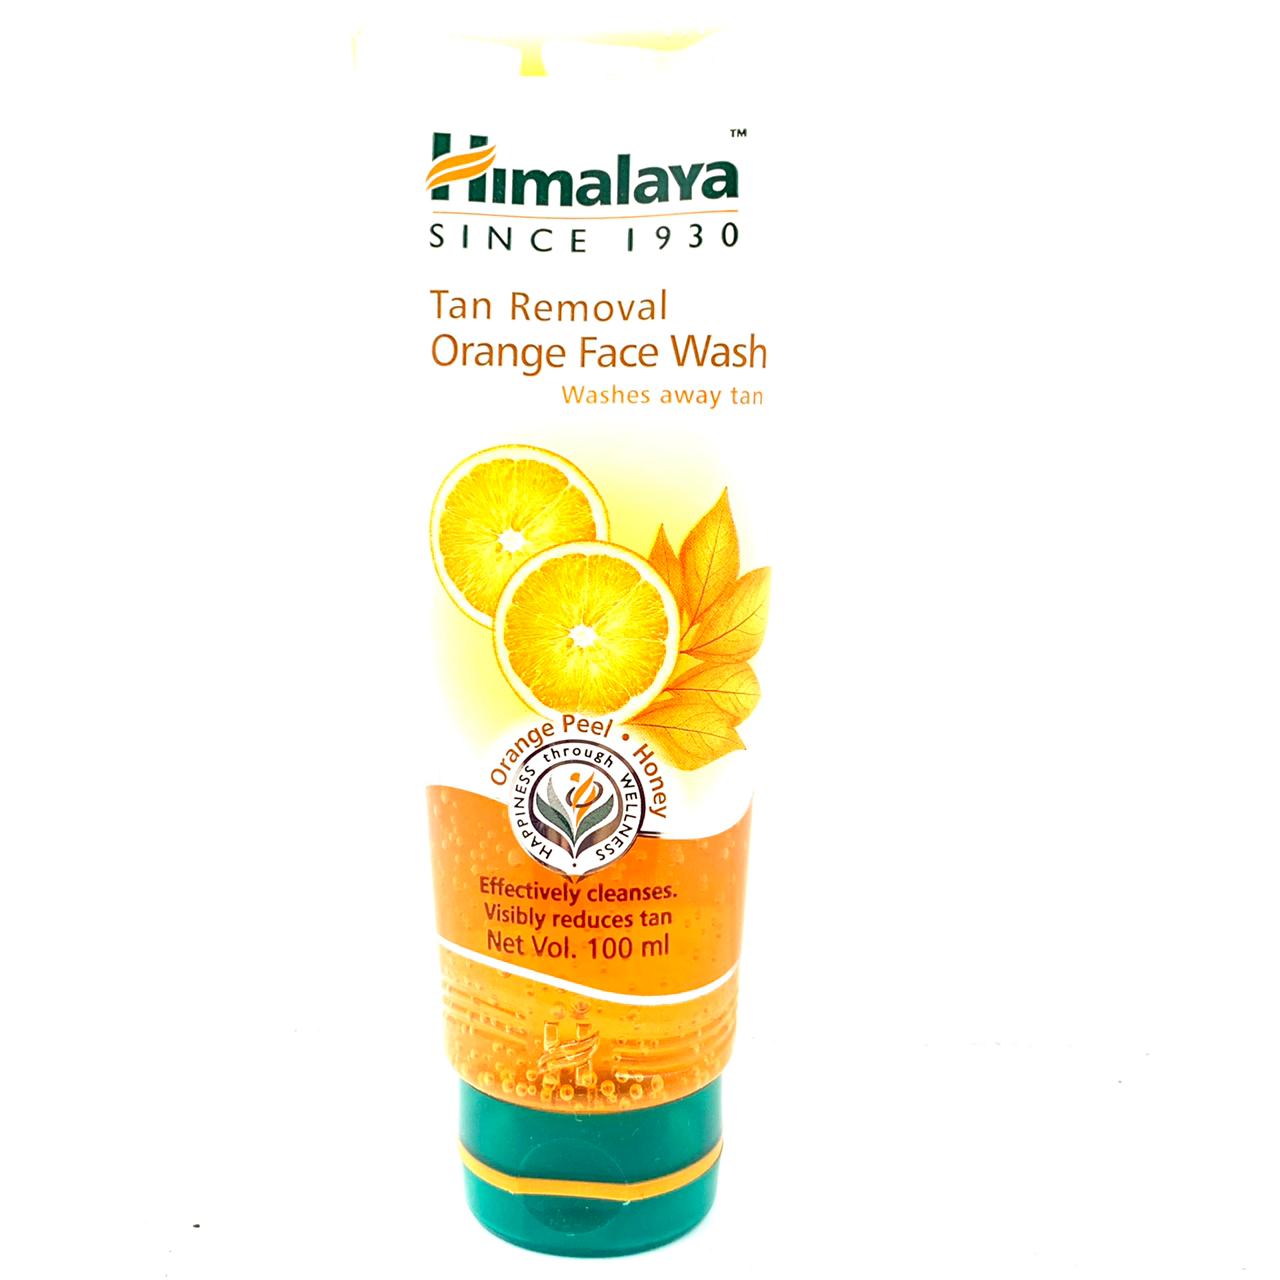 Himalaya™
SINCE 1930
Tan Removal
Orange Face Wash
Washes away tan
Orange Peel • Honey
HAPPINESS through WELLNESS •
Effectively cleanses.
Visibly reduces tan
Net Vol. 100 ml
H